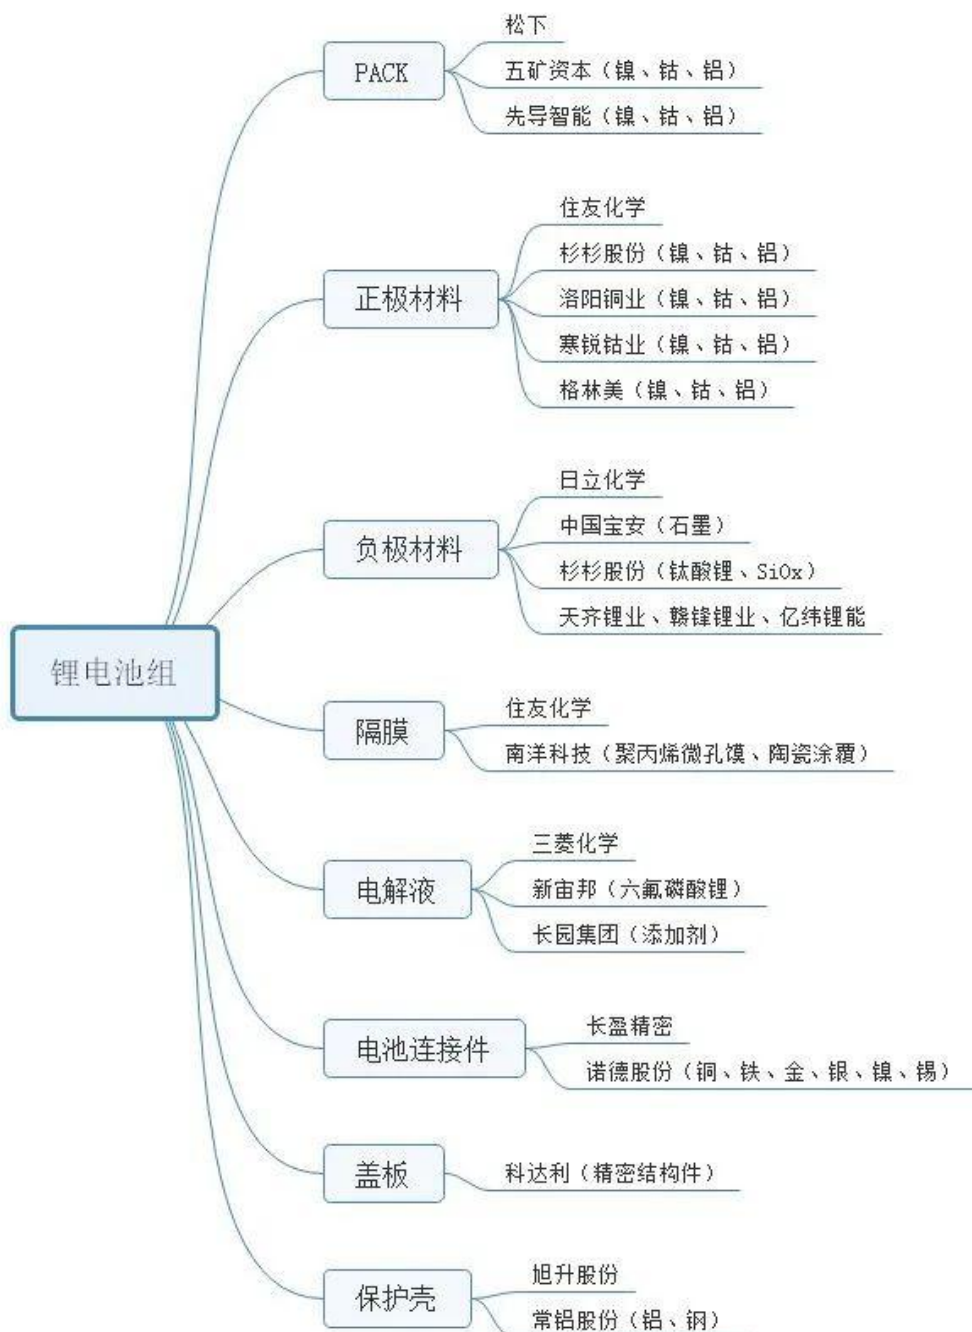 松下
PACK
五矿资本（镍、钴、铝）
先导智能（镍、钴、铝）
住友化学
杉杉股份（镍、钴、铝）
正极材料
洛阳铜业（镍、钴、铝）
寒锐钴业（镍、钴、铝）
格林美（镍、钴、铝）
日立化学
中国宝安（石墨）
负极材料
杉杉股份（钛酸锂、SiOx）
天齐锂业、赣锋锂业、亿纬锂能
锂电池组
住友化学
隔膜
南洋科技（聚丙烯微孔馍、陶瓷涂覆）
三菱化学
电解液
新宙邦（六氟磷酸锂）
长园集团（添加剂）
长盈精密
电池连接件
诺德股份（铜、铁、金、银、镍、锡）
盖板
科达利（精密结构件）
旭升股份
保护壳
常铝股份（铝、钢）